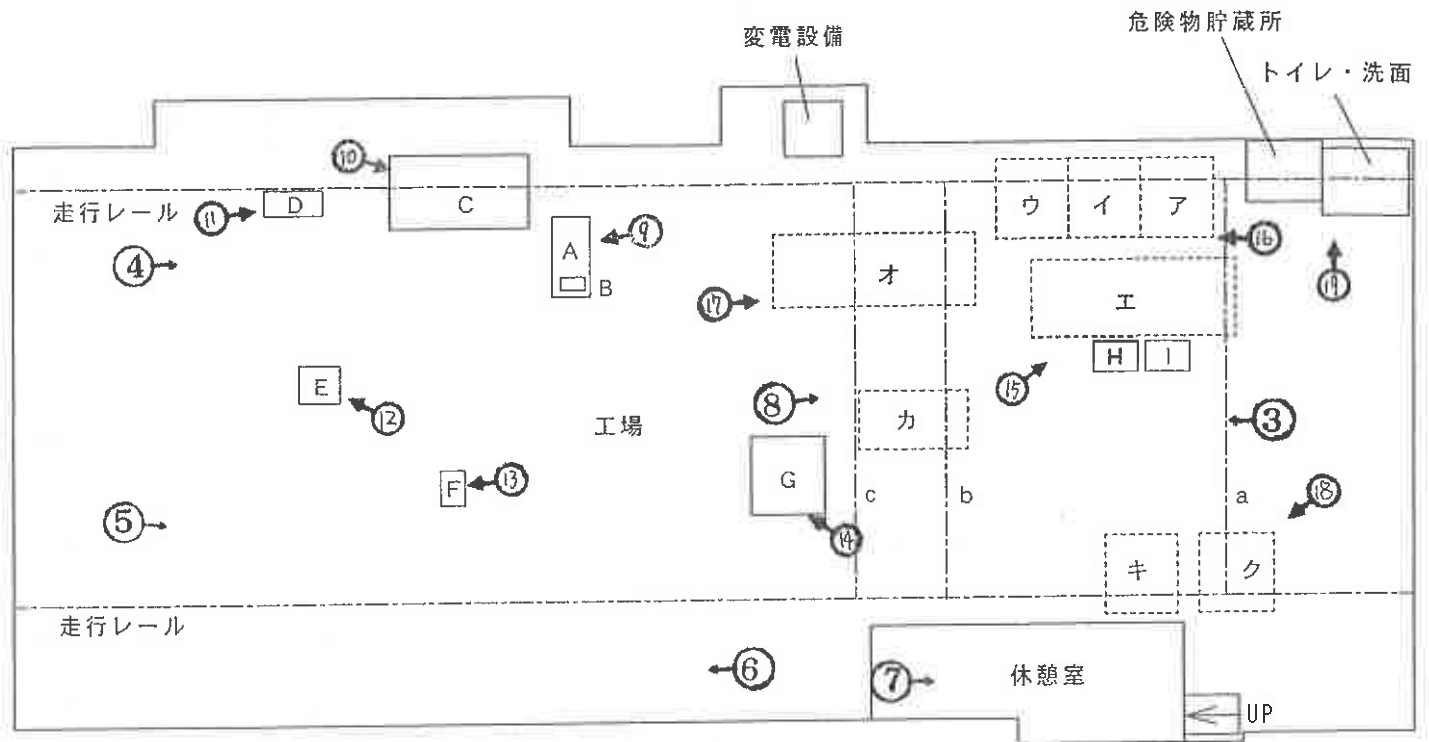 危険物貯蔵所
変電設備
トイレ・洗面
⑩
C
D
走行レール
⑪
④
A
B
⑨
ウ
イ
ア
⑯
オ
⑰
エ
⑲
H
I
⑮
E
⑫
⑧
カ
③
工場
F
⑬
G
c
b
a
⑱
⑤
⑭
キ
ク
走行レール
⑥
⑦
休憩室
UP